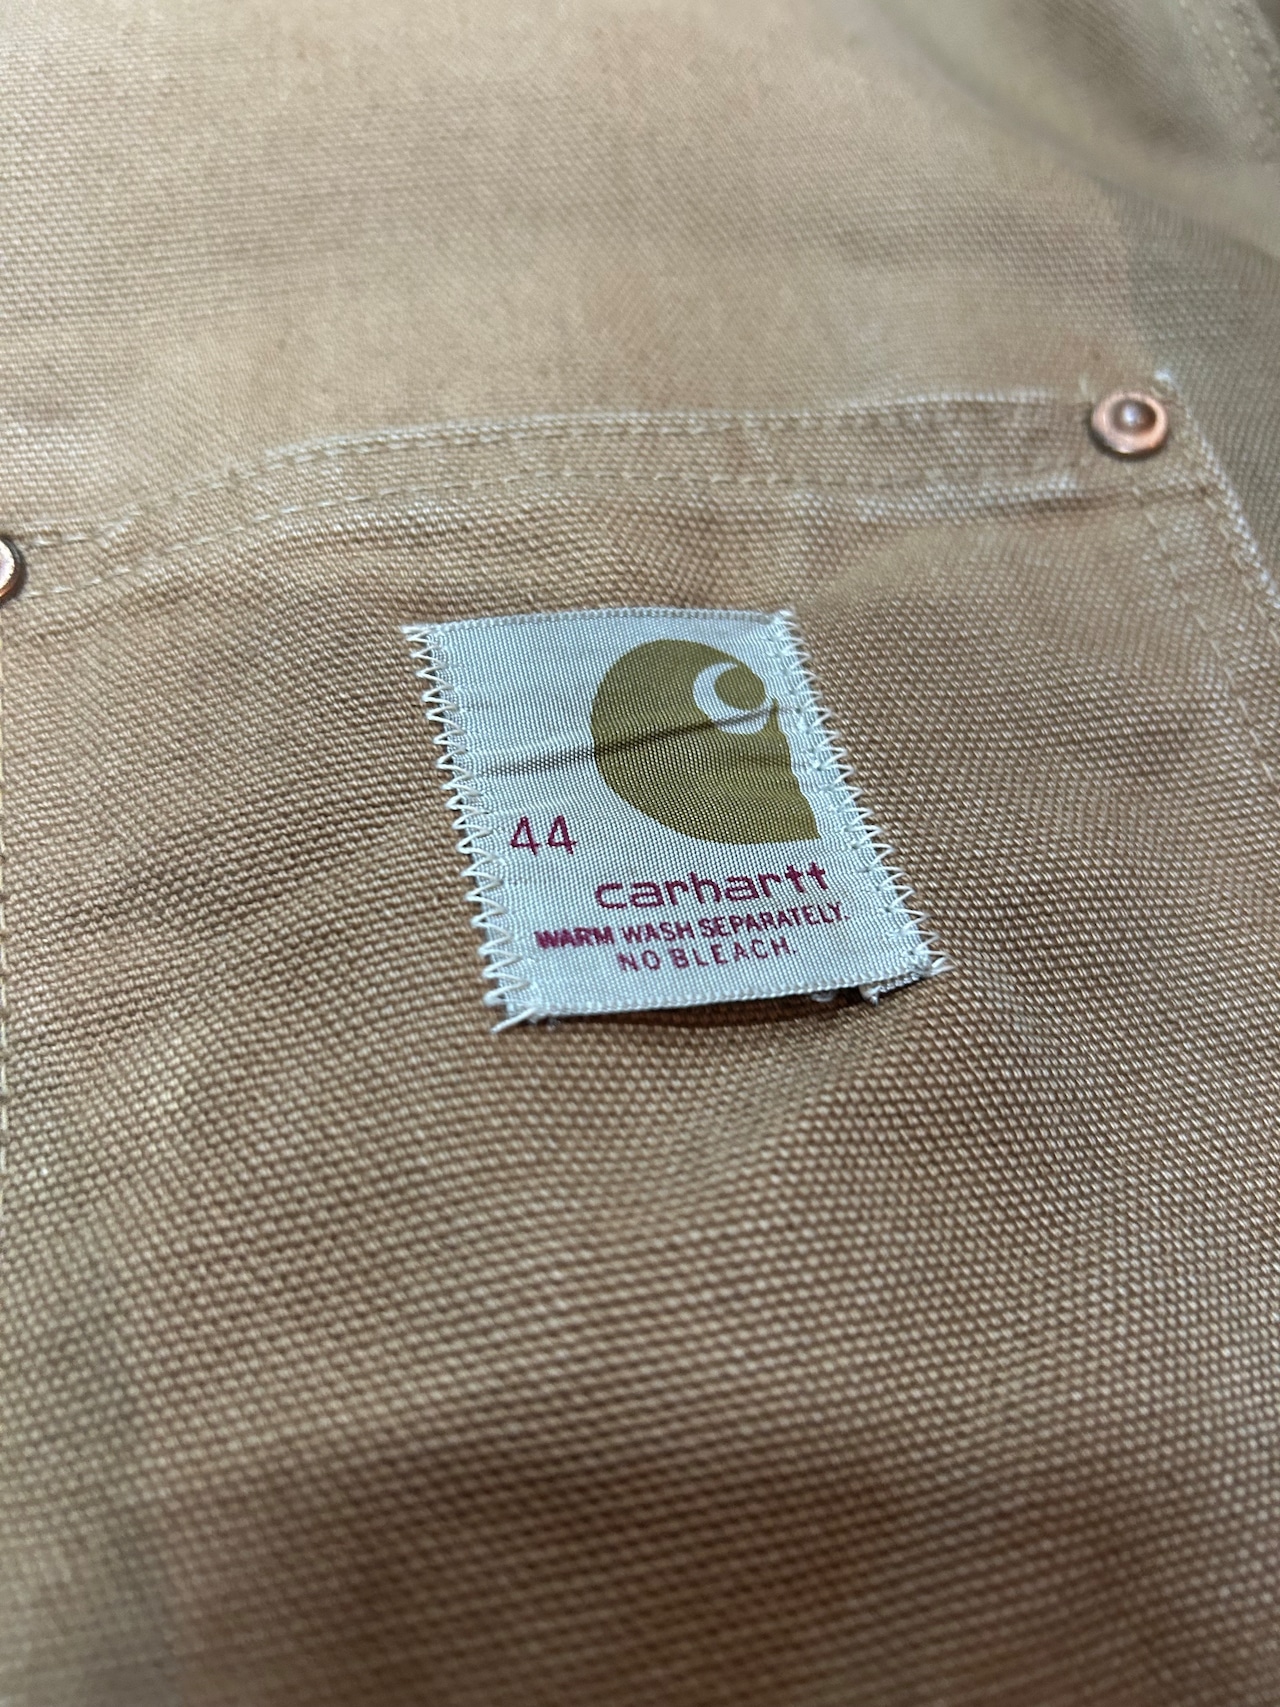 44
carhartt
WARM WASH SEPARATELY.
NO BLEACH.